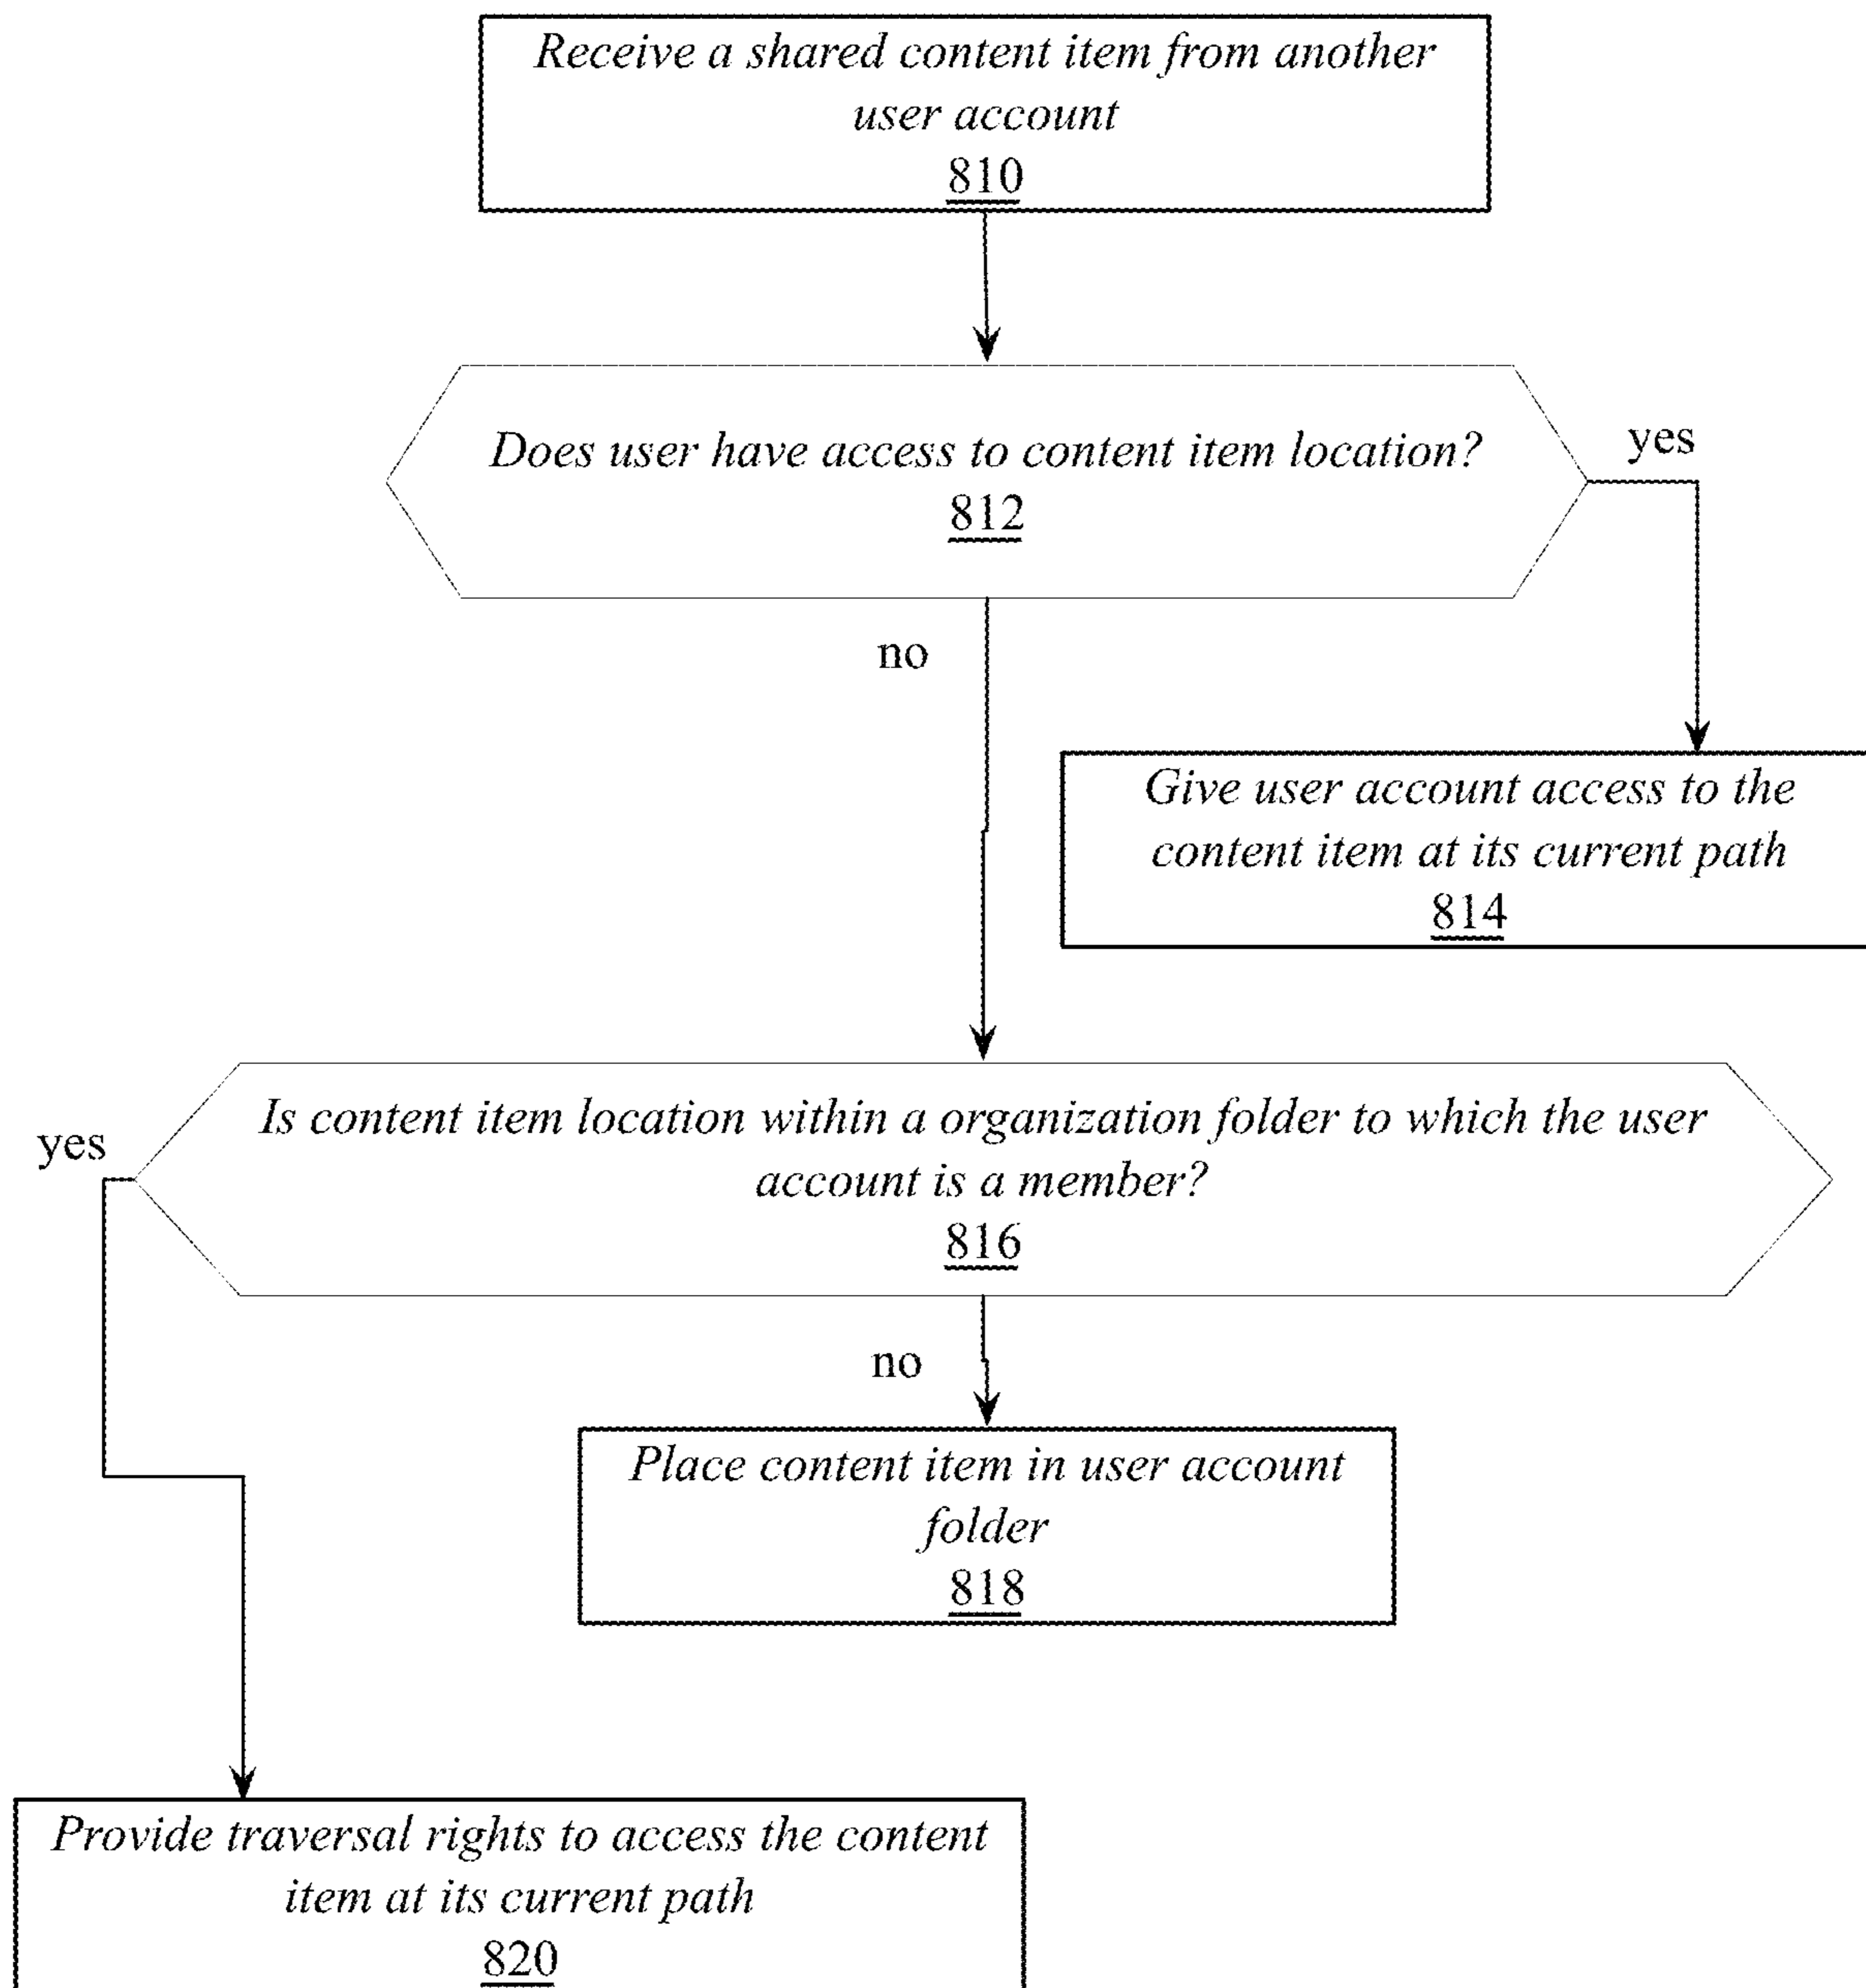 Receive a shared content item from another
user account
810
Does user have access to content item location?
812
yes
no
Give user account access to the
content item at its current path
814
Is content item location within a organization folder to which the user
account is a member?
816
yes
no
Place content item in user account
folder
818
Provide traversal rights to access the content
item at its current path
820